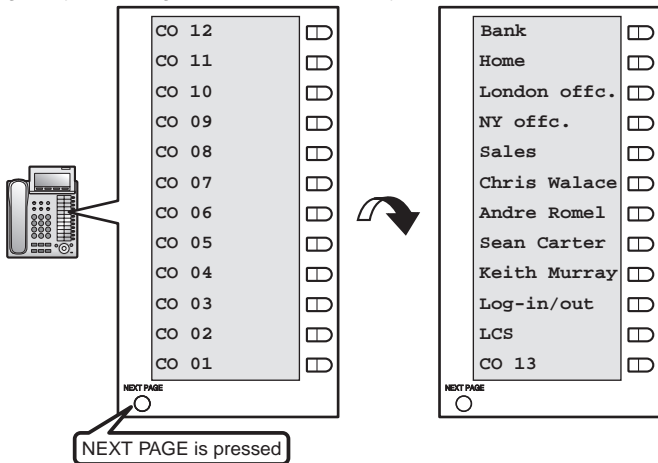 CO 12
CO 11
CO 10
CO 09
CO 08
CO 07
CO 06
CO 05
CO 04
CO 03
CO 02
CO 01
NEXT PAGE
NEXT PAGE is pressed
Bank
Home
London offc.
NY offc.
Sales
Chris Walace
Andre Romel
Sean Carter
Keith Murray
Log-in/out
LCS
CO 13
NEXT PAGE